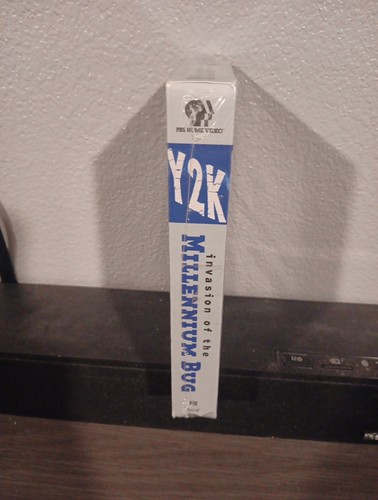 PBS HOME VIDEO
Y2K
invasion of the
MILLENNIUM BUG